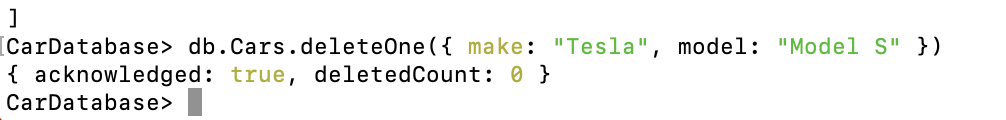 ]
[CarDatabase> db.Cars.deleteOne({ make: "Tesla", model: "Model S" })
{ acknowledged: true, deletedCount: 0 }
CarDatabase>